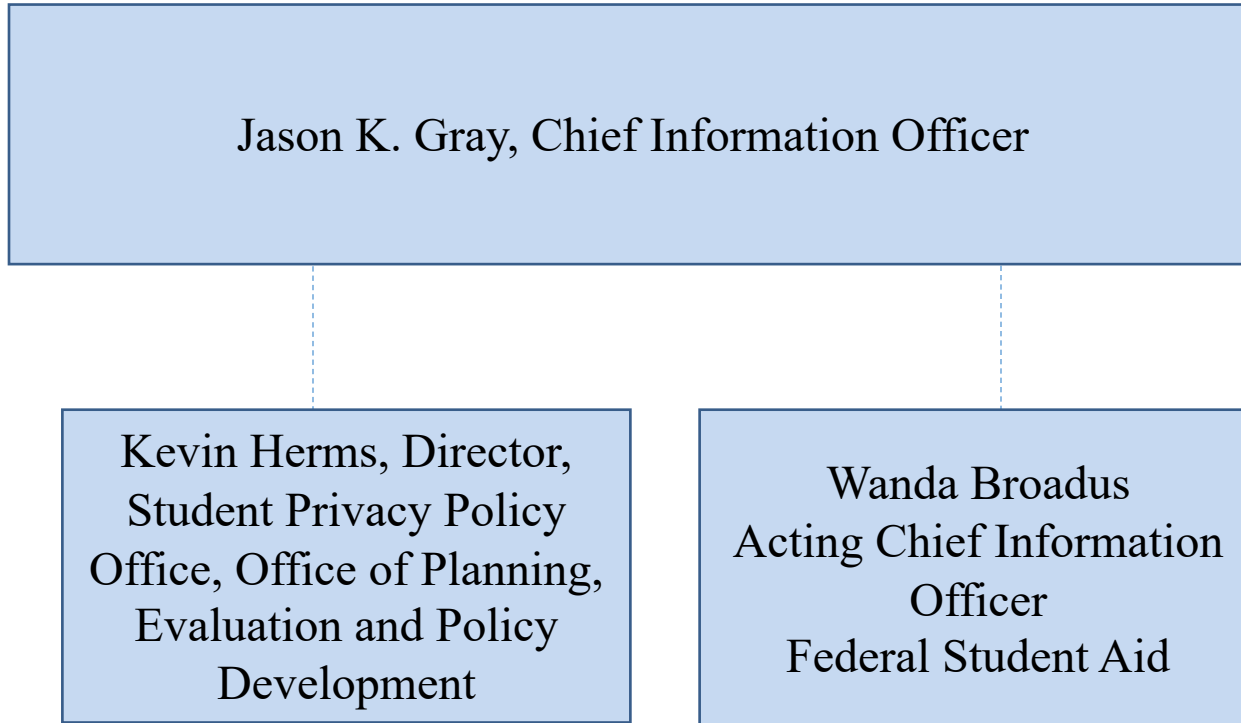 Jason K. Gray, Chief Information Officer
Kevin Herms, Director,
Student Privacy Policy
Office, Office of Planning,
Evaluation and Policy
Development
Wanda Broadus
Acting Chief Information
Officer
Federal Student Aid